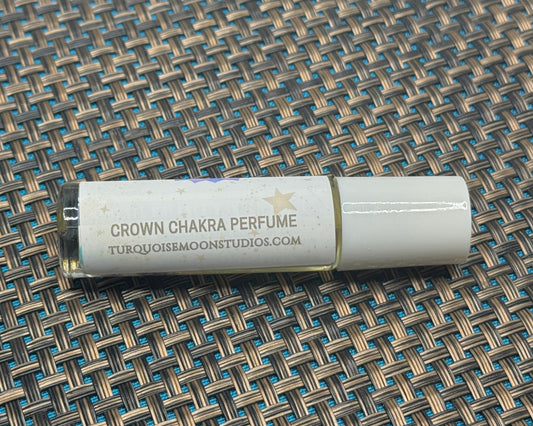 CROWN CHAKRA PERFUME
TURQUOISEMOONSTUDIOS.COM